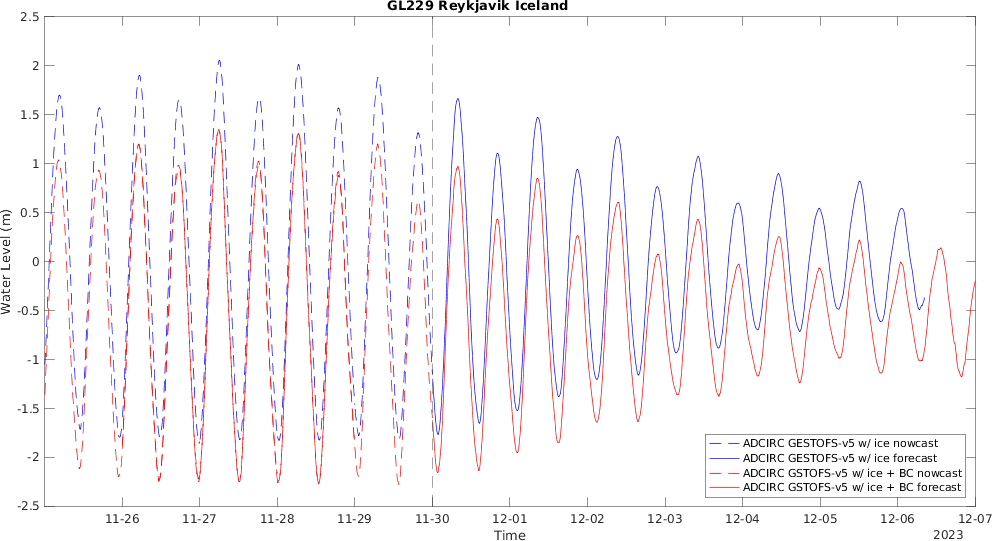 GL229 Reykjavik Iceland
2.5
2
1.5
1
0.5
0
-0.5
-1
-1.5
-2
-2.5
Water Level (m)
ADCIRC GESTOFS-v5 w/ ice nowcast
ADCIRC GESTOFS-v5 w/ ice forecast
ADCIRC GSTOFS-v5 w/ ice + BC nowcast
ADCIRC GSTOFS-v5 w/ ice + BC forecast
11-26 11-27 11-28 11-29 11-30 12-01 12-02 12-03 12-04 12-05 12-06 12-07
Time
2023